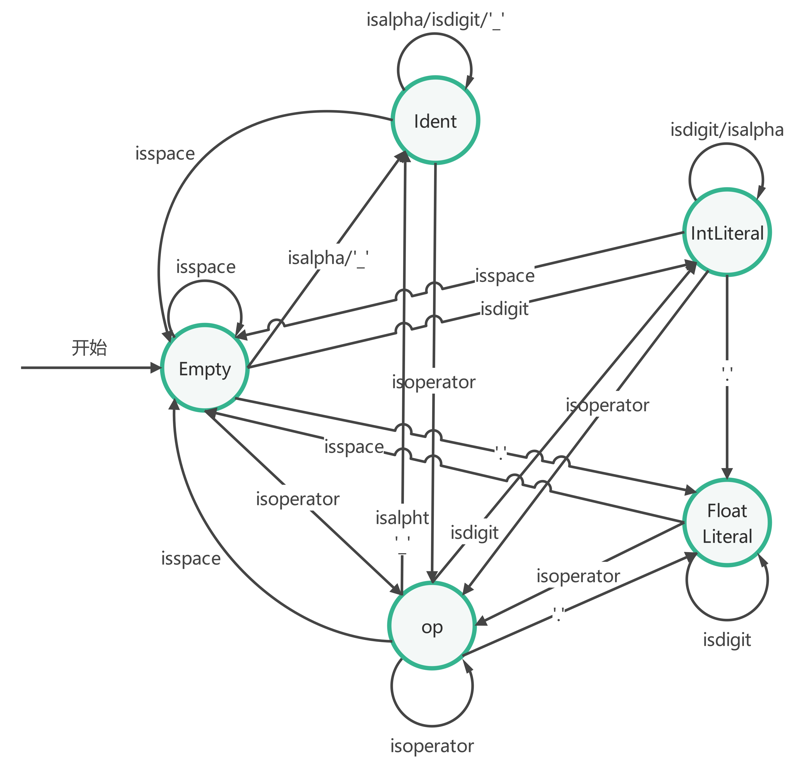 isalpha/isdigit/'_'
Ident
isdigit/isalpha
isspace
IntLiteral
isalpha/'_'
isspace
isspace
isdigit
开始
Empty
isoperator
'.'
isoperator
isspace
'.'
isoperator
isalpht
'_'
isdigit
Float
Literal
isspace
isoperator
'.'
op
isdigit
isoperator